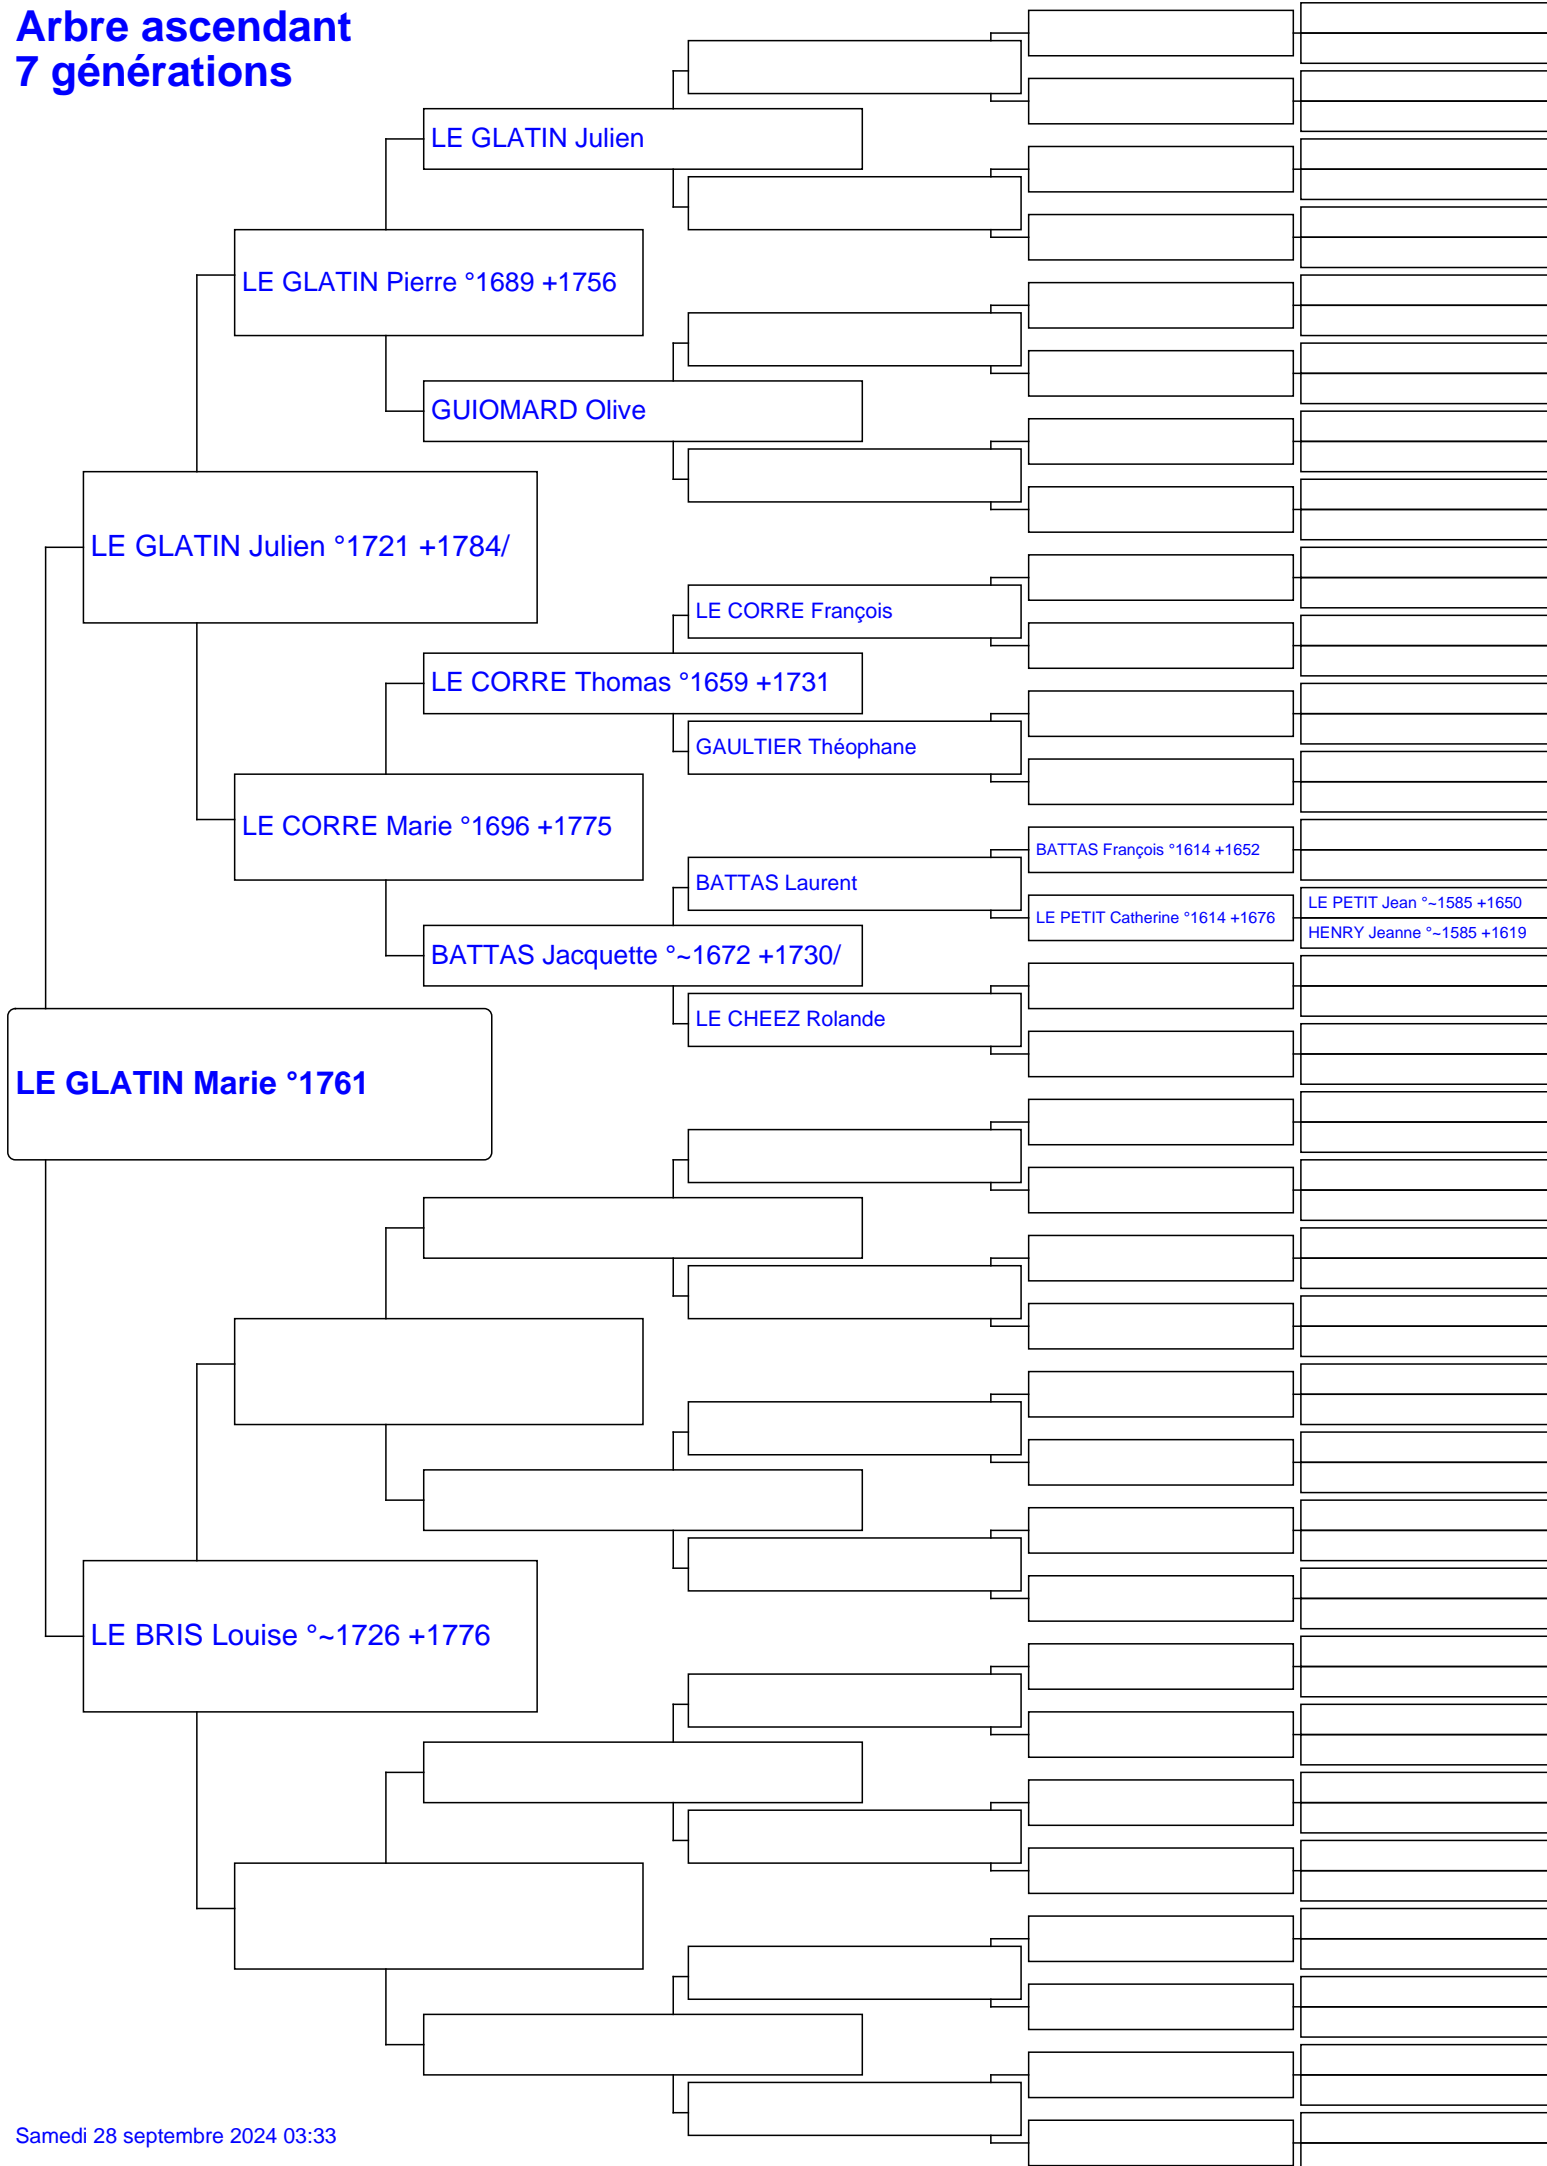 Arbre ascendant
7 générations
LE GLATIN Julien
LE GLATIN Pierre °1689 +1756
GUIOMARD Olive
LE GLATIN Julien °1721 +1784/
LE CORRE François
LE CORRE Thomas °1659 +1731
GAULTIER Théophane
LE CORRE Marie °1696 +1775
BATTAS François °1614 +1652
BATTAS Laurent
LE PETIT Jean °~1585 +1650
LE PETIT Catherine °1614 +1676
HENRY Jeanne °~1585 +1619
BATTAS Jacquette °~1672 +1730/
LE CHEEZ Rolande
LE GLATIN Marie °1761
LE BRIS Louise °~1726 +1776
Samedi 28 septembre 2024 03:33